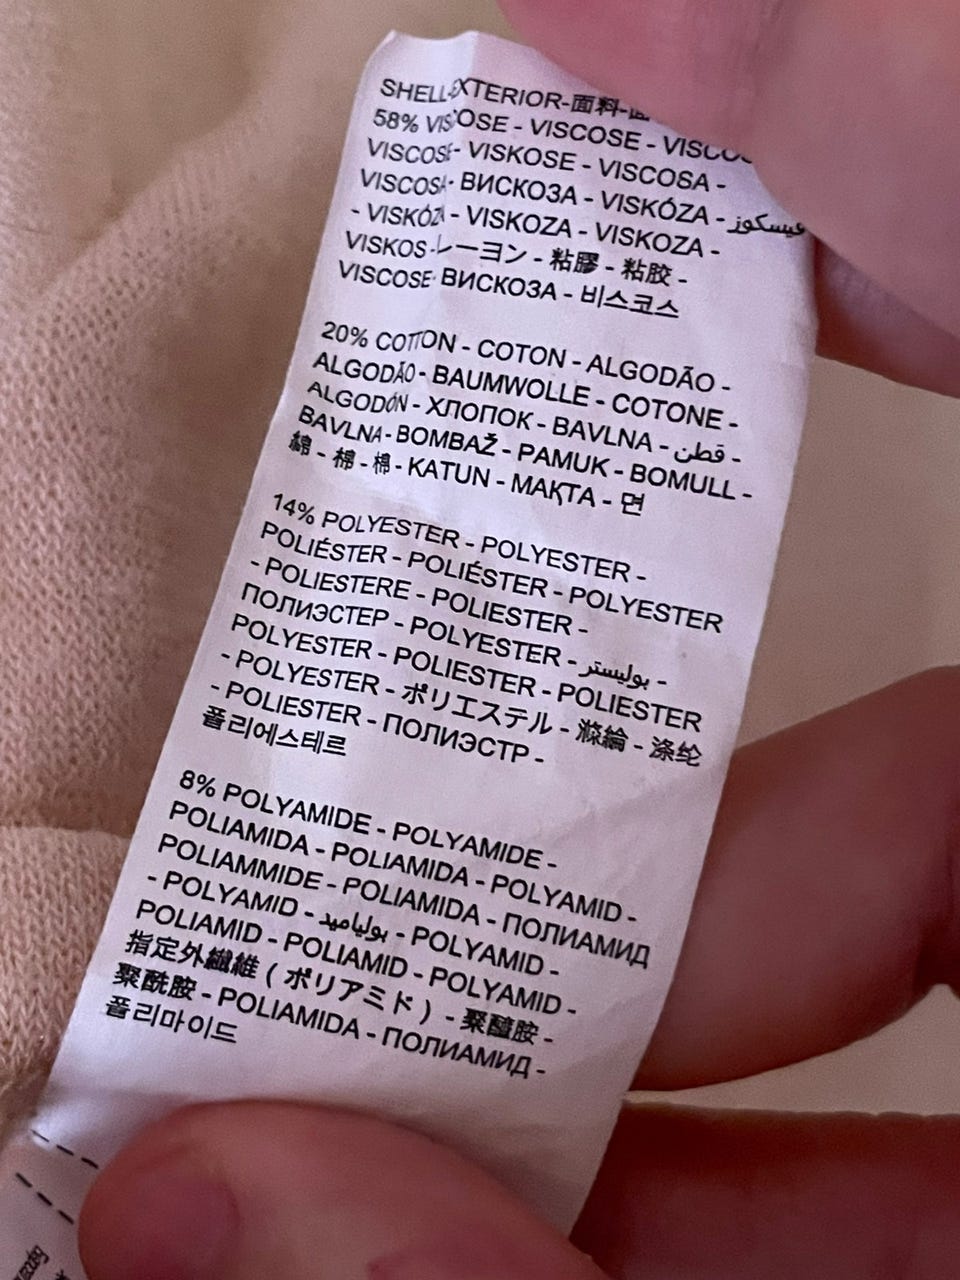 SHELL-EXTERIOR-面料-
58% VISCOSE - VISCOSE -
VISCOSE - VISKOSE - VISCOSA -
VISCOSA - ВИСКОЗА - VISKÓZA - فيسكوز
- VISKÓZA - VISKOZA - VISKOZA -
VISKOS - レーヨン - 粘膠 - 粘胶 -
VISCOSE - ВИСКОЗА - 비스코스
20% COTTON - COTON - ALGODÃO -
ALGODÃO - BAUMWOLLE - COTONE -
ALGODÓN - ХЛОПОК - BAVLNA - قطن -
BAVLNA - BOMBAŽ - PAMUK - BOMULL -
綿 - 棉 - 棉 - KATUN - МАҚТА - 면
14% POLYESTER - POLYESTER -
POLIÉSTER - POLIÉSTER - POLYESTER
- POLIESTERE - POLIESTER -
ПОЛИЭСТЕР - POLYESTER - بوليستر -
POLYESTER - POLIESTER - POLIESTER
- POLYESTER - ポリエステル - 滌綸 - 涤纶
- POLIESTER - ПОЛИЭСТР -
폴리에스테르
8% POLYAMIDE - POLYAMIDE -
POLIAMIDA - POLIAMIDA - POLYAMID -
POLIAMMIDE - POLIAMIDA - ПОЛИАМИД
- POLYAMID - بولياميد - POLYAMID -
POLIAMID - POLIAMID - POLYAMID -
指定外繊維 ( ポリアミド ) - 聚醯胺 -
聚酰胺 - POLIAMIDA - ПОЛИАМИД -
폴리마이드